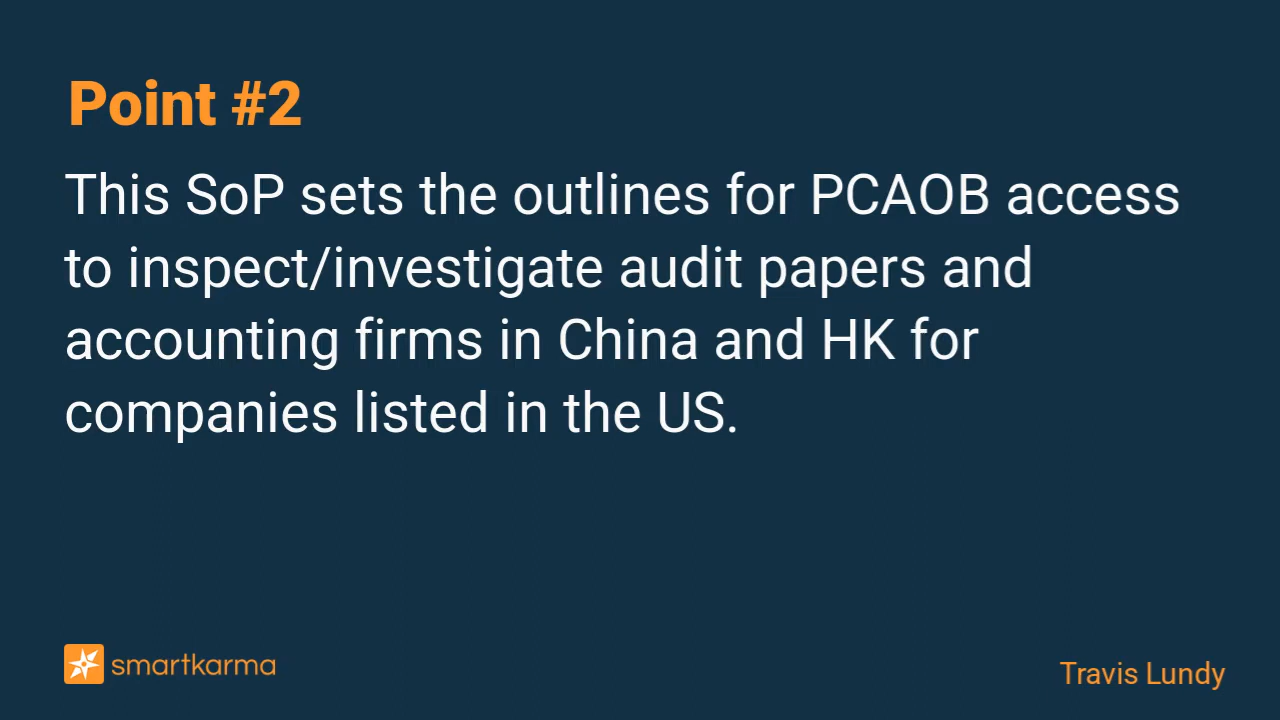 Point #2
This SoP sets the outlines for PCAOB access
to inspect/investigate audit papers and
accounting firms in China and HK for
companies listed in the US.
smartkarma
Travis Lundy